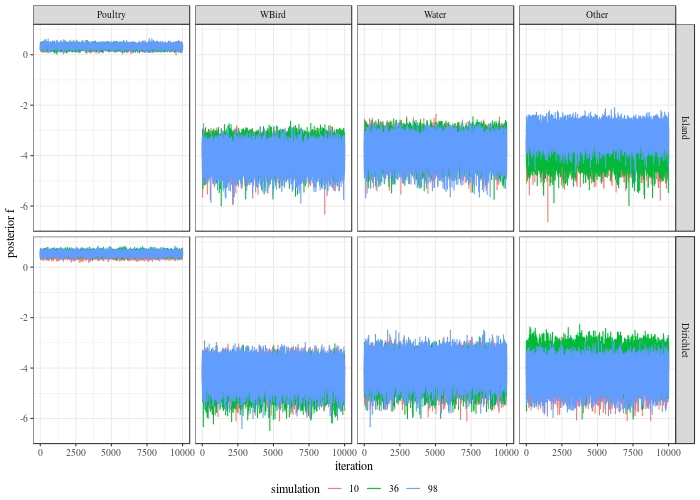 Poultry WBird Water Other
0
-2
-4
-6
Island
posterior f
0
-2
-4
-6
Dirichlet
0 2500 5000 7500 10000 0 2500 5000 7500 10000 0 2500 5000 7500 10000 0 2500 5000 7500 10000
iteration
simulation 10 36 98